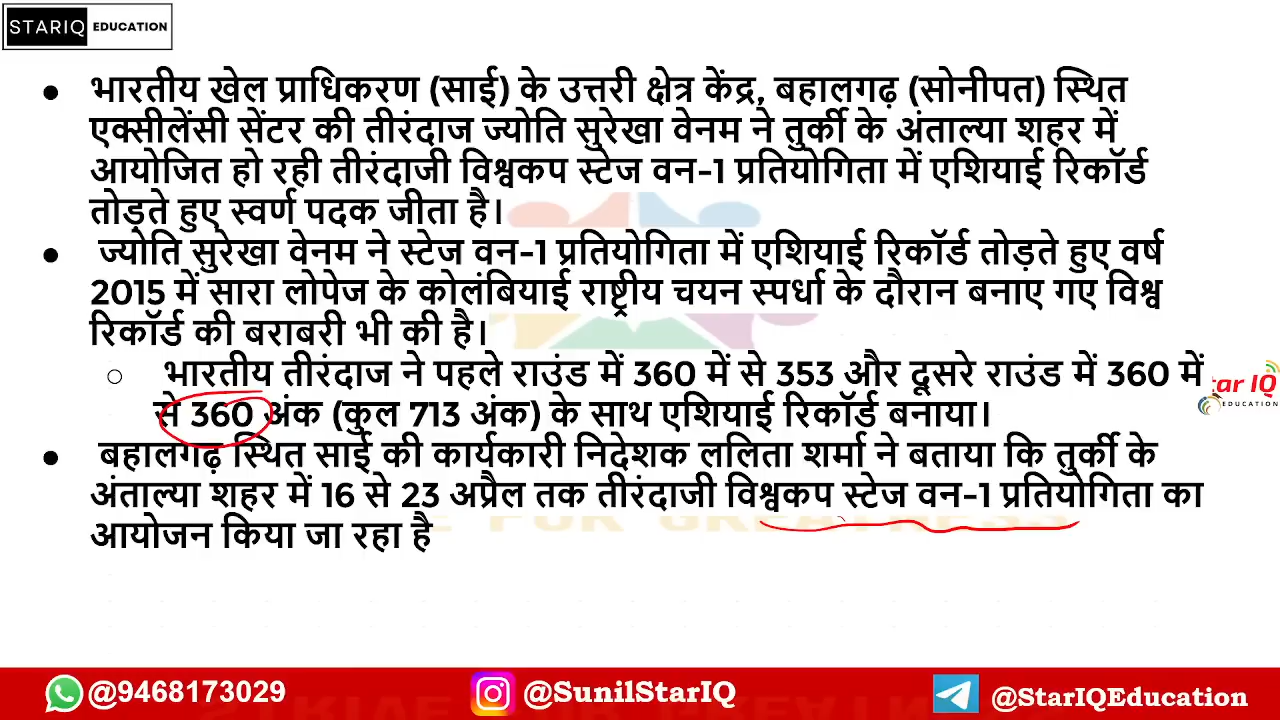 STARIQ EDUCATION
● भारतीय खेल प्राधिकरण (साई) के उत्तरी क्षेत्र केंद्र, बहालगढ़ (सोनीपत) स्थित
एक्सीलेंसी सेंटर की तीरंदाज ज्योति सुरेखा वेनम ने तुर्की के अंताल्या शहर में
आयोजित हो रही तीरंदाजी विश्वकप स्टेज वन-1 प्रतियोगिता में एशियाई रिकॉर्ड
तोड़ते हुए स्वर्ण पदक जीता है।
● ज्योति सुरेखा वेनम ने स्टेज वन-1 प्रतियोगिता में एशियाई रिकॉर्ड तोड़ते हुए वर्ष
2015 में सारा लोपेज के कोलंबियाई राष्ट्रीय चयन स्पर्धा के दौरान बनाए गए विश्व
रिकॉर्ड की बराबरी भी की है।
○ भारतीय तीरंदाज ने पहले राउंड में 360 में से 353 और दूसरे राउंड में 360 में
से 360 अंक (कुल 713 अंक) के साथ एशियाई रिकॉर्ड बनाया।
● बहालगढ़ स्थित साई की कार्यकारी निदेशक ललिता शर्मा ने बताया कि तुर्की के
अंताल्या शहर में 16 से 23 अप्रैल तक तीरंदाजी विश्वकप स्टेज वन-1 प्रतियोगिता का
आयोजन किया जा रहा है
tar IQ
EDUCATION
@9468173029 @SunilStarIQ @StarIQEducation